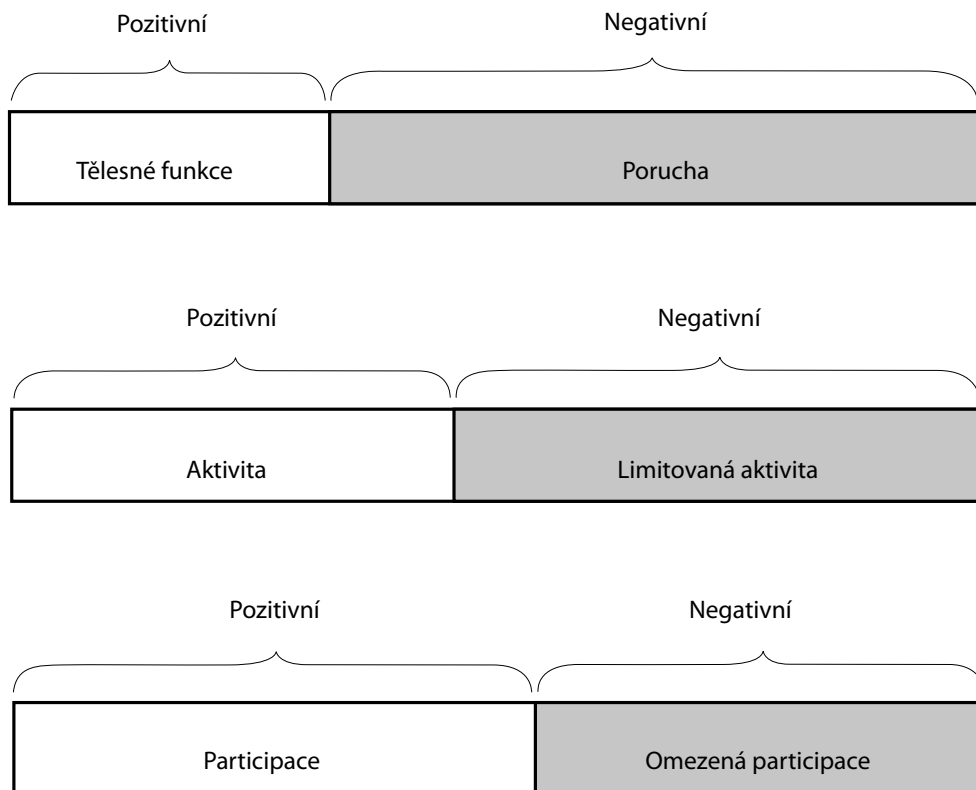 Pozitivní Negativní
Tělesné funkce Porucha
Pozitivní Negativní
Aktivita Limitovaná aktivita
Pozitivní Negativní
Participace Omezená participace